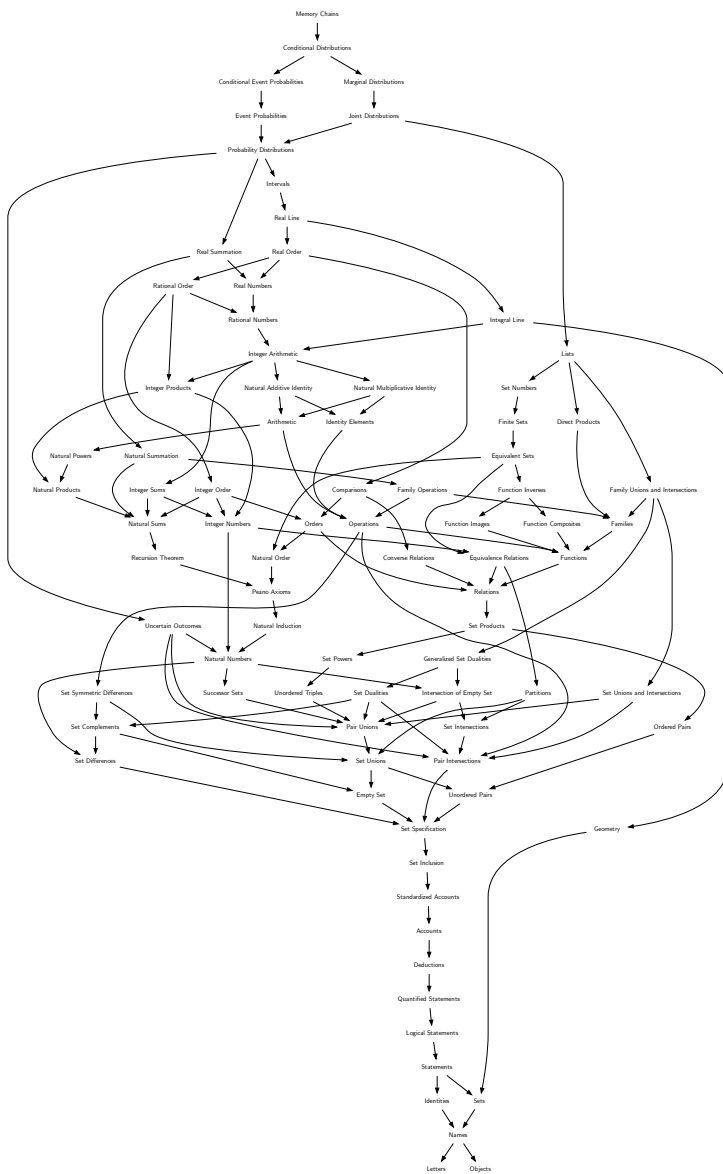 Memory Chains
Conditional Distributions
Conditional Event Probabilities
Marginal Distributions
Event Probabilities
Joint Distributions
Probability Distributions
Intervals
Real Line
Real Summation
Real Order
Rational Order
Real Numbers
Rational Numbers
Integral Line
Integer Arithmetic
Lists
Integer Products
Natural Additive Identity
Natural Multiplicative Identity
Set Numbers
Arithmetic
Identity Elements
Finite Sets
Direct Products
Natural Powers
Natural Summation
Equivalent Sets
Natural Products
Integer Sums
Integer Order
Comparisons
Family Operations
Function Inverses
Family Unions and Intersections
Natural Sums
Integer Numbers
Orders
Operations
Function Images
Function Composites
Families
Recursion Theorem
Natural Order
Converse Relations
Equivalence Relations
Functions
Peano Axioms
Relations
Uncertain Outcomes
Natural Induction
Set Products
Natural Numbers
Set Powers
Generalized Set Dualities
Set Symmetric Differences
Successor Sets
Unordered Triples
Set Dualities
Intersection of Empty Set
Partitions
Set Unions and Intersections
Set Complements
Pair Unions
Set Intersections
Ordered Pairs
Set Differences
Set Unions
Pair Intersections
Empty Set
Unordered Pairs
Set Specification
Geometry
Set Inclusion
Standardized Accounts
Accounts
Deductions
Quantified Statements
Logical Statements
Statements
Identities
Sets
Names
Letters
Objects